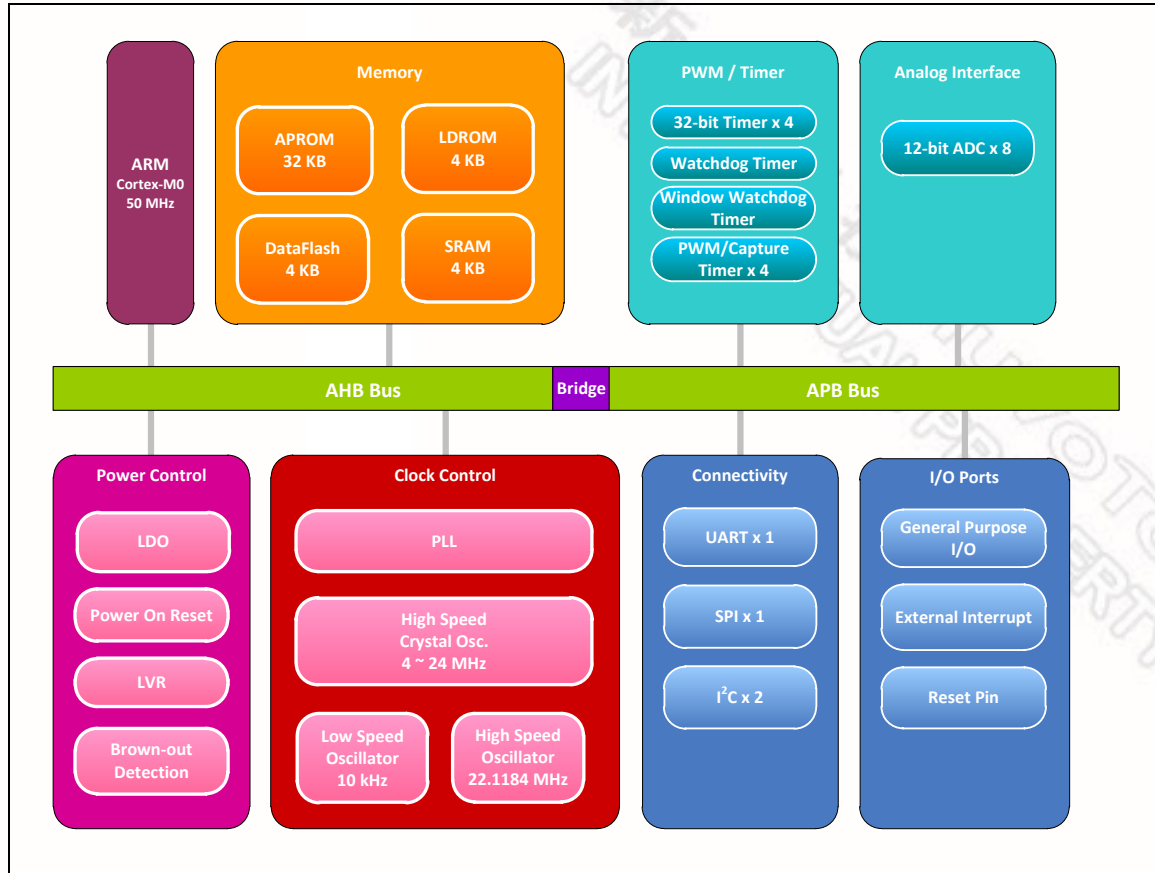 Memory
PWM / Timer
Analog Interface
ARM
Cortex-M0
50 MHz
APROM
32 KB
LDROM
4 KB
DataFlash
4 KB
SRAM
4 KB
32-bit Timer x 4
Watchdog Timer
Window Watchdog
Timer
PWM/Capture
Timer x 4
12-bit ADC x 8
AHB Bus
Bridge
APB Bus
Power Control
LDO
Power On Reset
LVR
Brown-out
Detection
Clock Control
PLL
High Speed
Crystal Osc.
4 ~ 24 MHz
Low Speed
Oscillator
10 kHz
High Speed
Oscillator
22.1184 MHz
Connectivity
UART x 1
SPI x 1
I²C x 2
I/O Ports
General Purpose
I/O
External Interrupt
Reset Pin